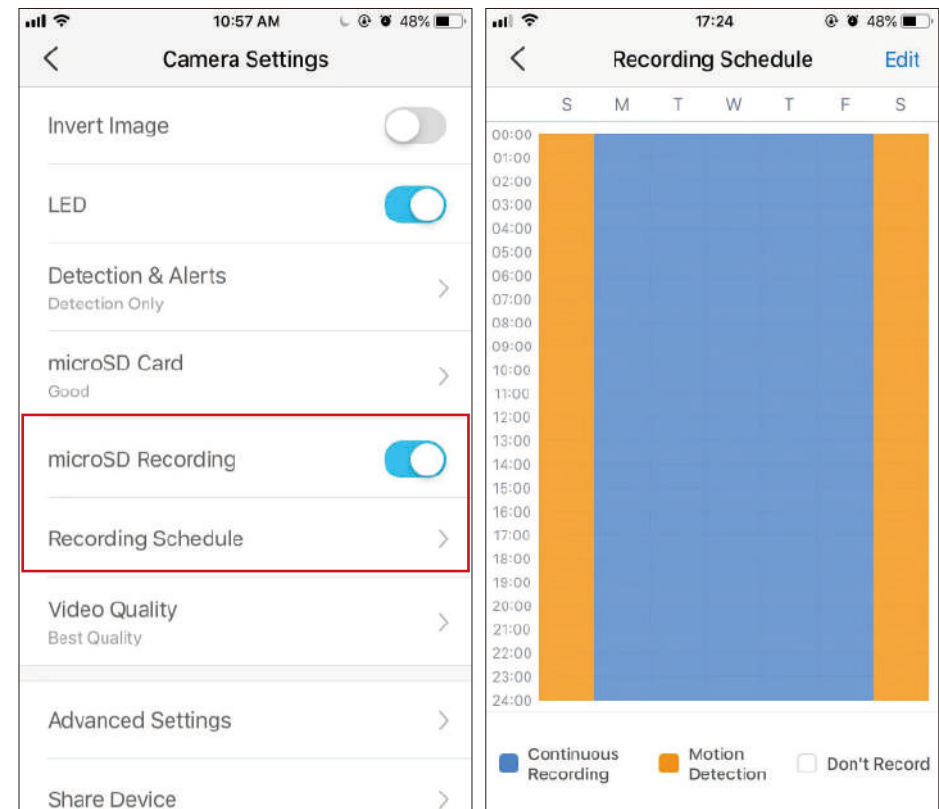 10:57 AM
48%
Camera Settings
Invert Image
LED
Detection & Alerts
Detection Only
microSD Card
Good
microSD Recording
Recording Schedule
Video Quality
Best Quality
Advanced Settings
Share Device
17:24
48%
Recording Schedule
Edit
S M T W T F S
00:00
01:00
02:00
03:00
04:00
05:00
06:00
07:00
08:00
09:00
10:00
11:00
12:00
13:00
14:00
15:00
16:00
17:00
18:00
19:00
20:00
21:00
22:00
23:00
24:00
Continuous
Recording
Motion
Detection
Don't Record